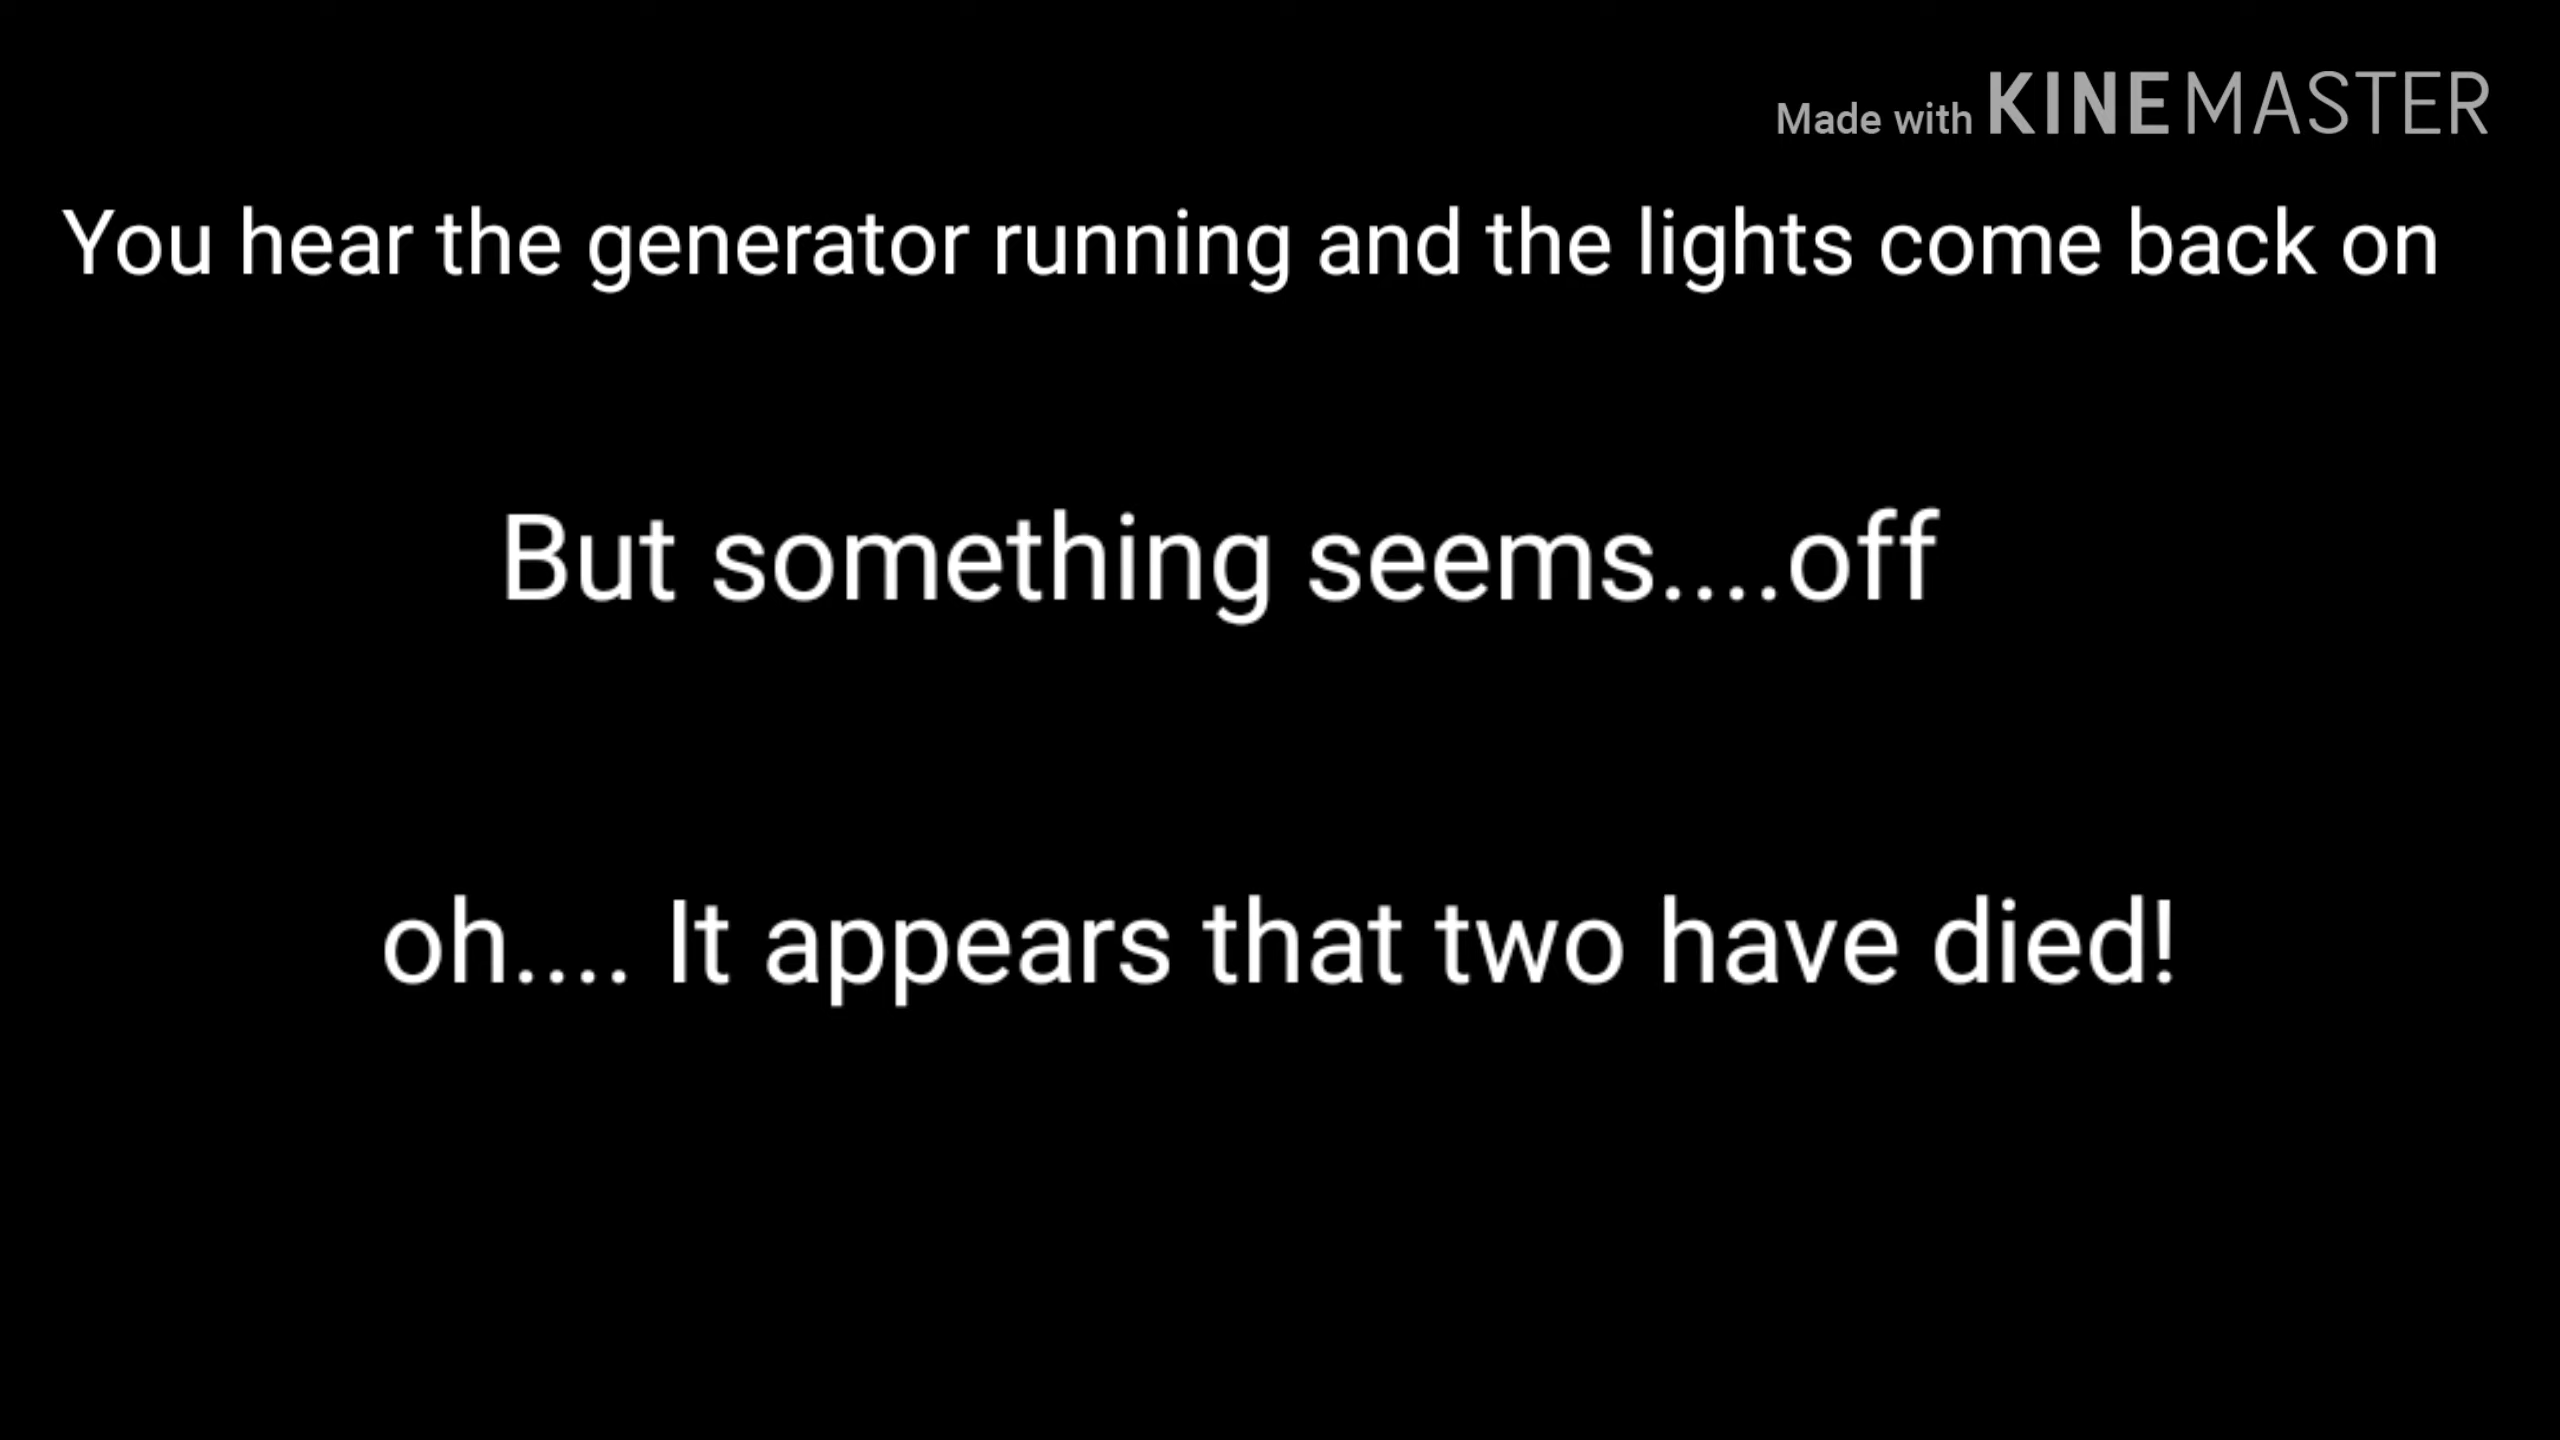 Made with KINEMASTER
You hear the generator running and the lights come back on
But something seems....off
oh.... It appears that two have died!